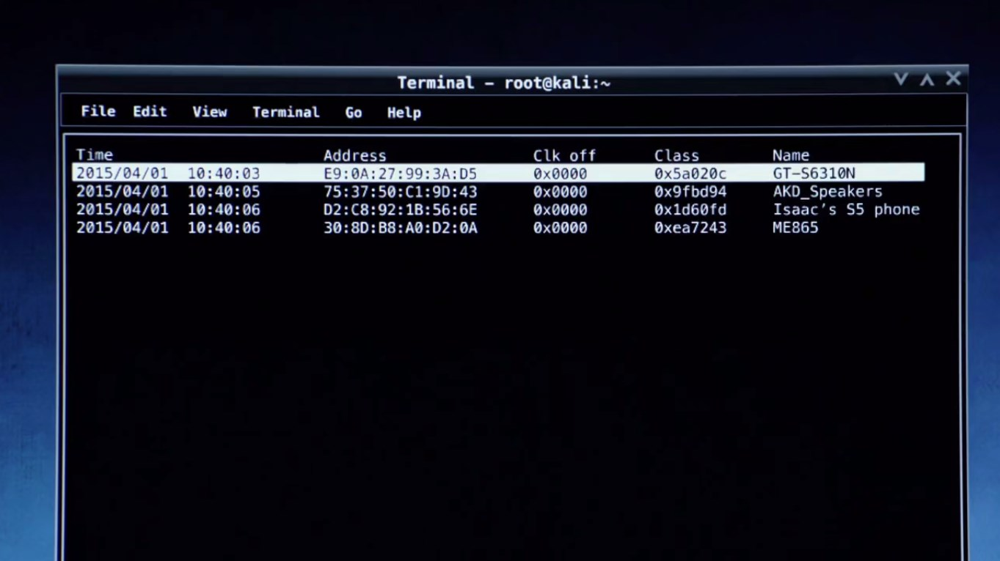 Terminal – root@kali:~
File Edit View Terminal Go Help
Time Address Clk off Class Name
2015/04/01 10:40:03 E9:0A:27:99:3A:D5 0x0000 0x5a020c GT–S6310N
2015/04/01 10:40:05 75:37:50:C1:9D:43 0x0000 0x9fbd94 AKD_Speakers
2015/04/01 10:40:06 D2:C8:92:1B:56:6E 0x0000 0x1d60fd Isaac’s S5 phone
2015/04/01 10:40:06 30:8D:B8:A0:D2:0A 0x0000 0xea7243 ME865